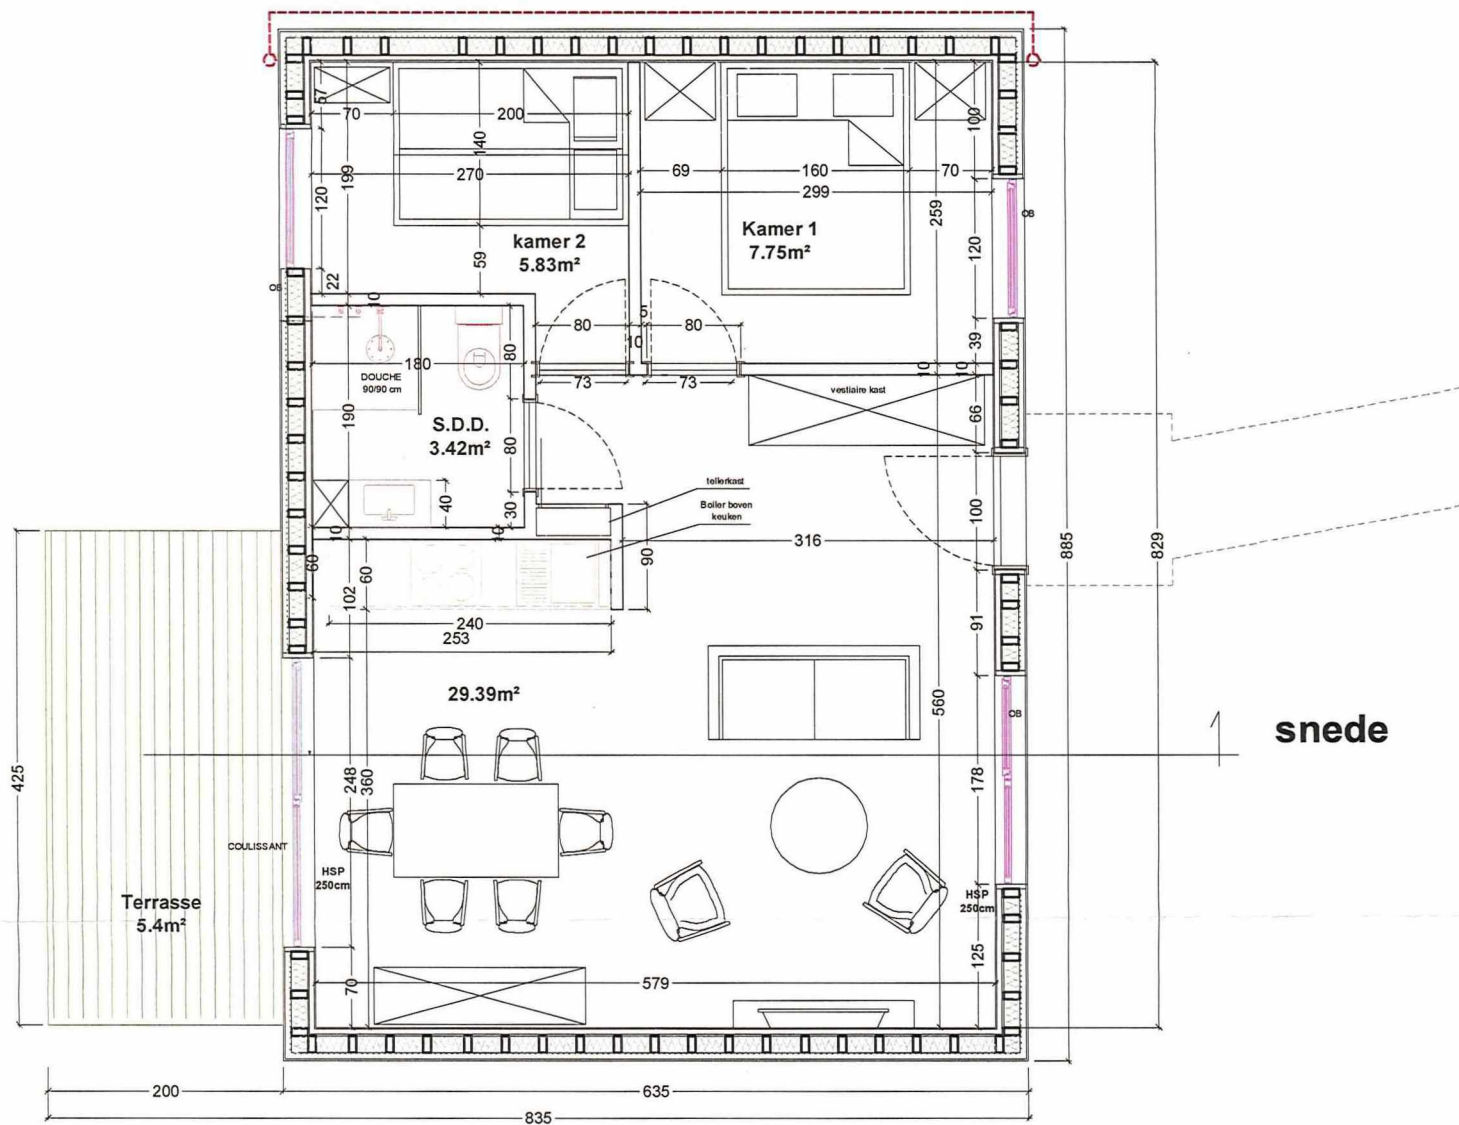 57
70
200
140
270
199
120
59
22
10
kamer 2
5.83m²
69
160
70
299
259
100
Kamer 1
7.75m²
120
OB
OB
39
80
5
10
80
73
73
10
10
vestiaire kast
66
180
80
DOUCHE
90/90 cm
190
S.D.D.
3.42m²
80
40
30
10
10
tellerkast
Boiler boven
keuken
90
316
100
885
829
60
102
60
240
253
91
29.39m²
560
OB
snede
425
248
360
178
COULISSANT
HSP
250cm
HSP
250cm
Terrasse
5.4m²
70
579
125
200
635
835